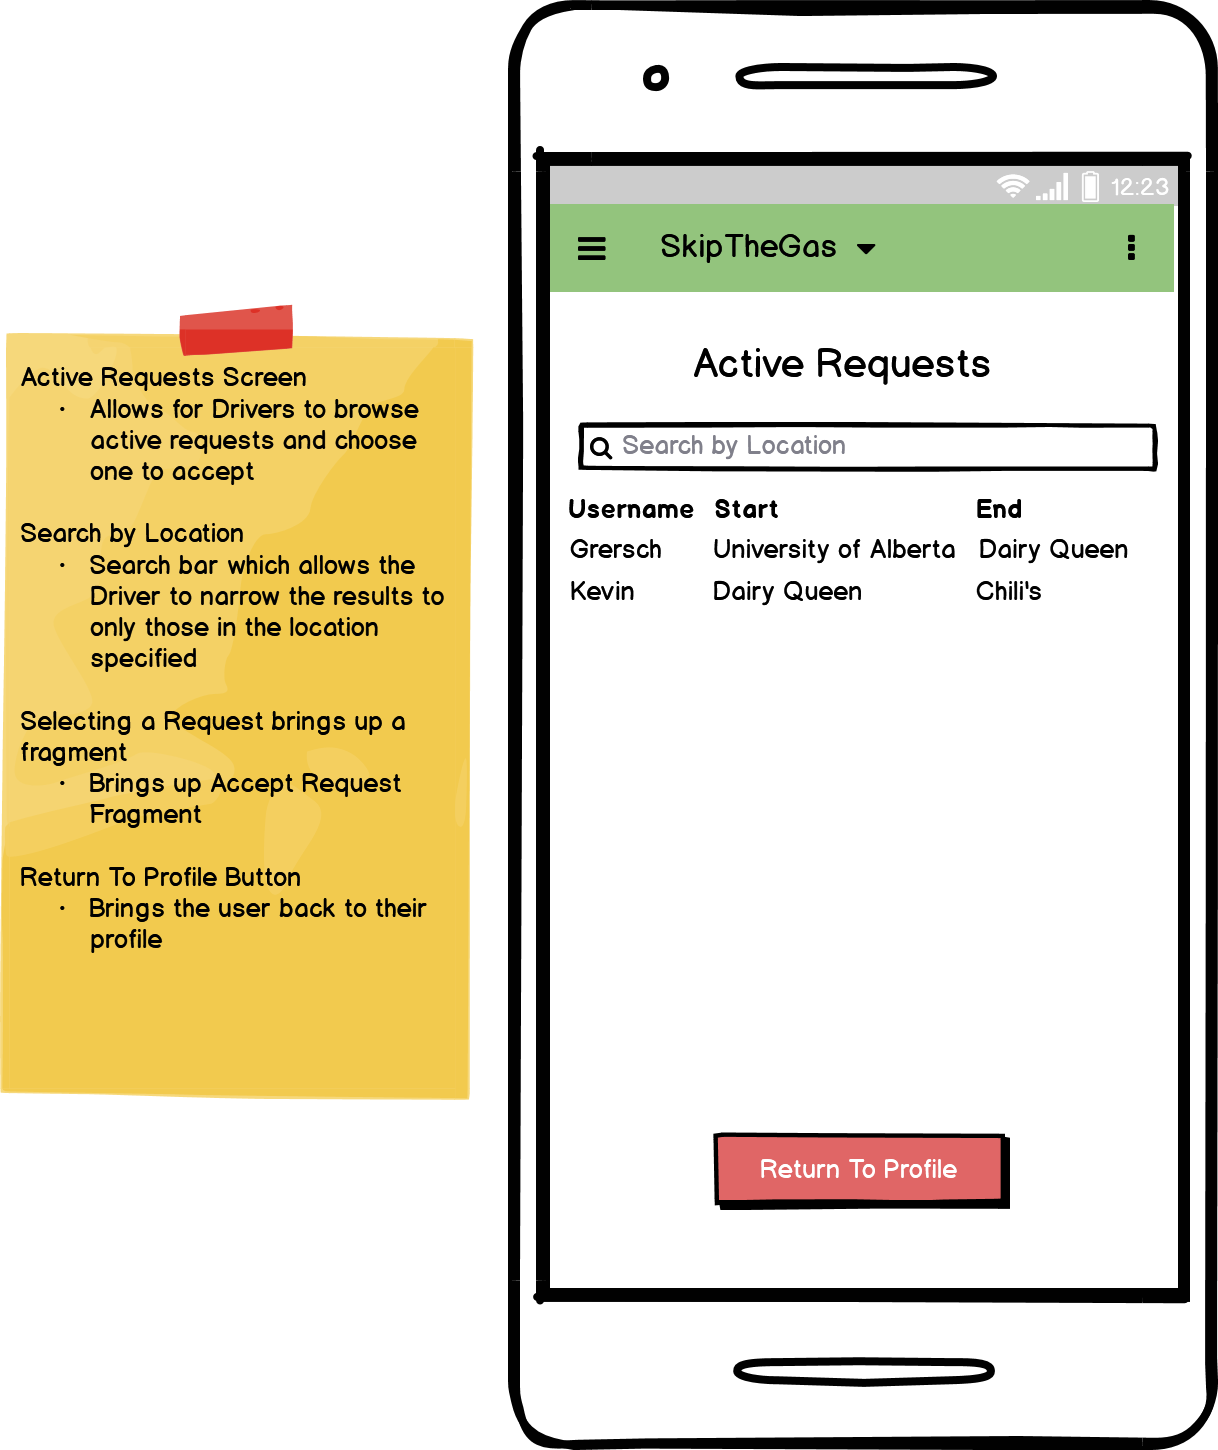 Active Requests Screen
· Allows for Drivers to browse
active requests and choose
one to accept
Search by Location
· Search bar which allows the
Driver to narrow the results to
only those in the location
specified
Selecting a Request brings up a
fragment
· Brings up Accept Request
Fragment
Return To Profile Button
· Brings the user back to their
profile
12:23
SkipTheGas
Active Requests
Search by Location
Username Start End
Grersch University of Alberta Dairy Queen
Kevin Dairy Queen Chili's
Return To Profile